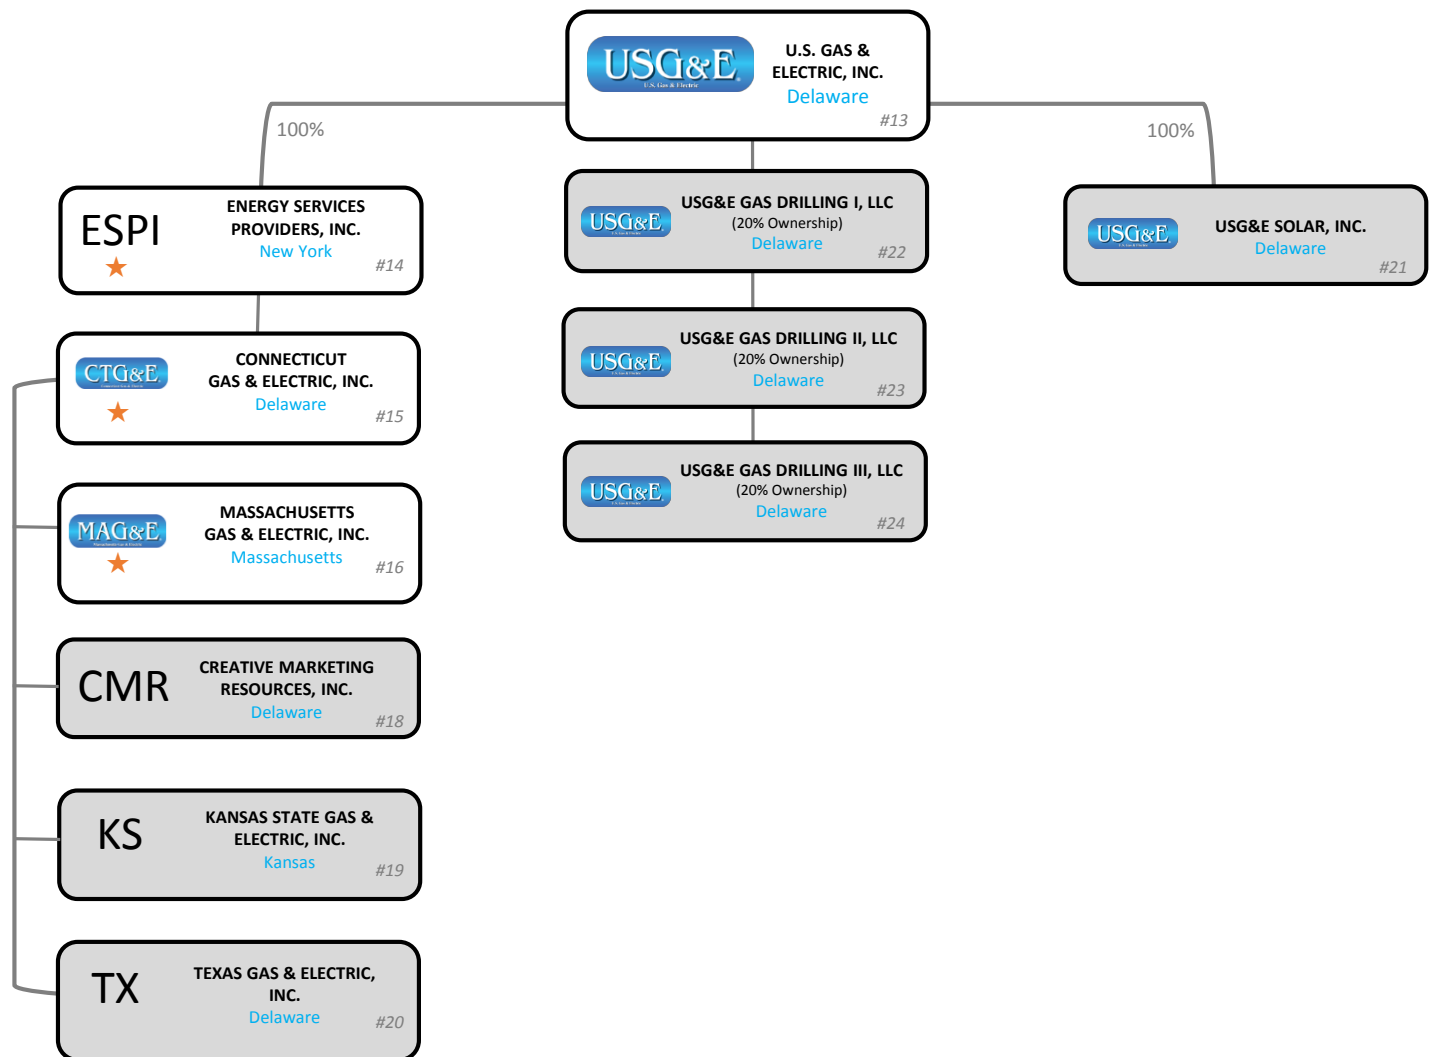 USG&E
U.S. Gas & Electric
U.S. GAS &
ELECTRIC, INC.
Delaware
#13
100%
100%
ESPI
ENERGY SERVICES
PROVIDERS, INC.
New York
#14
USG&E
USG&E GAS DRILLING I, LLC
(20% Ownership)
Delaware
#22
USG&E
USG&E SOLAR, INC.
Delaware
#21
CTG&E
CONNECTICUT
GAS & ELECTRIC, INC.
Delaware
#15
USG&E
USG&E GAS DRILLING II, LLC
(20% Ownership)
Delaware
#23
USG&E
USG&E GAS DRILLING III, LLC
(20% Ownership)
Delaware
#24
MAG&E
MASSACHUSETTS
GAS & ELECTRIC, INC.
Massachusetts
#16
CMR
CREATIVE MARKETING
RESOURCES, INC.
Delaware
#18
KS
KANSAS STATE GAS &
ELECTRIC, INC.
Kansas
#19
TX
TEXAS GAS & ELECTRIC,
INC.
Delaware
#20